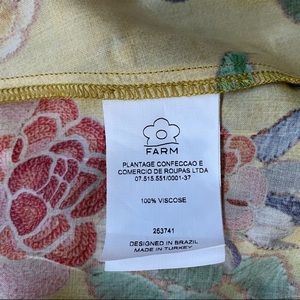 FARM
PLANTAGE CONFECCAO E
COMERCIO DE ROUPAS LTDA
07.515.551/0001-37
100% VISCOSE
253741
DESIGNED IN BRAZIL
MADE IN TURKEY